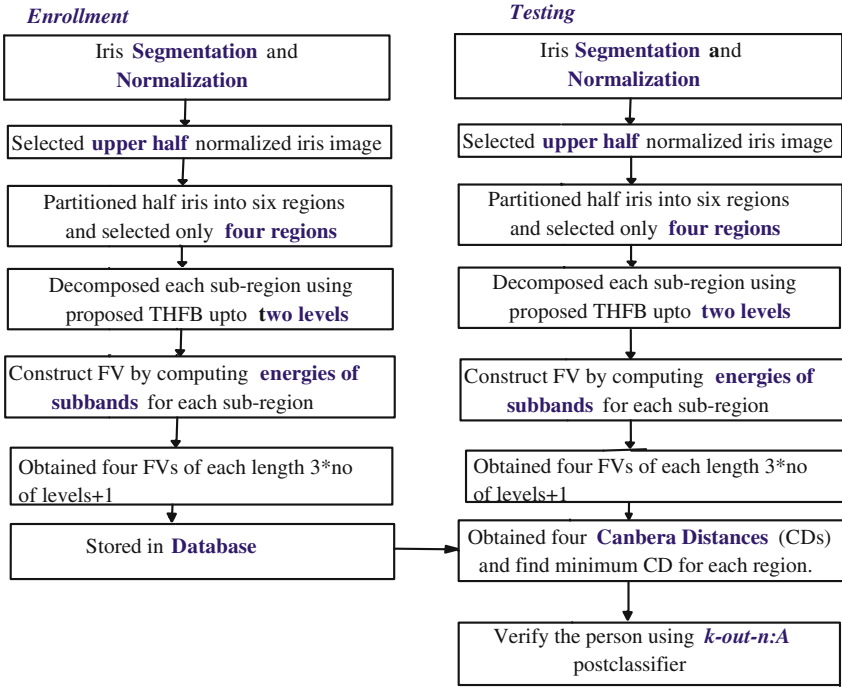 Enrollment
Iris Segmentation and
Normalization
Selected upper half normalized iris image
Partitioned half iris into six regions
and selected only four regions
Decomposed each sub-region using
proposed THFB upto two levels
Construct FV by computing energies of
subbands for each sub-region
Obtained four FVs of each length 3*no
of levels+1
Stored in Database
Testing
Iris Segmentation and
Normalization
Selected upper half normalized iris image
Partitioned half iris into six regions
and selected only four regions
Decomposed each sub-region using
proposed THFB upto two levels
Construct FV by computing energies of
subbands for each sub-region
Obtained four FVs of each length 3*no
of levels+1
Obtained four Canbera Distances (CDs)
and find minimum CD for each region.
Verify the person using k-out-n:A
postclassifier